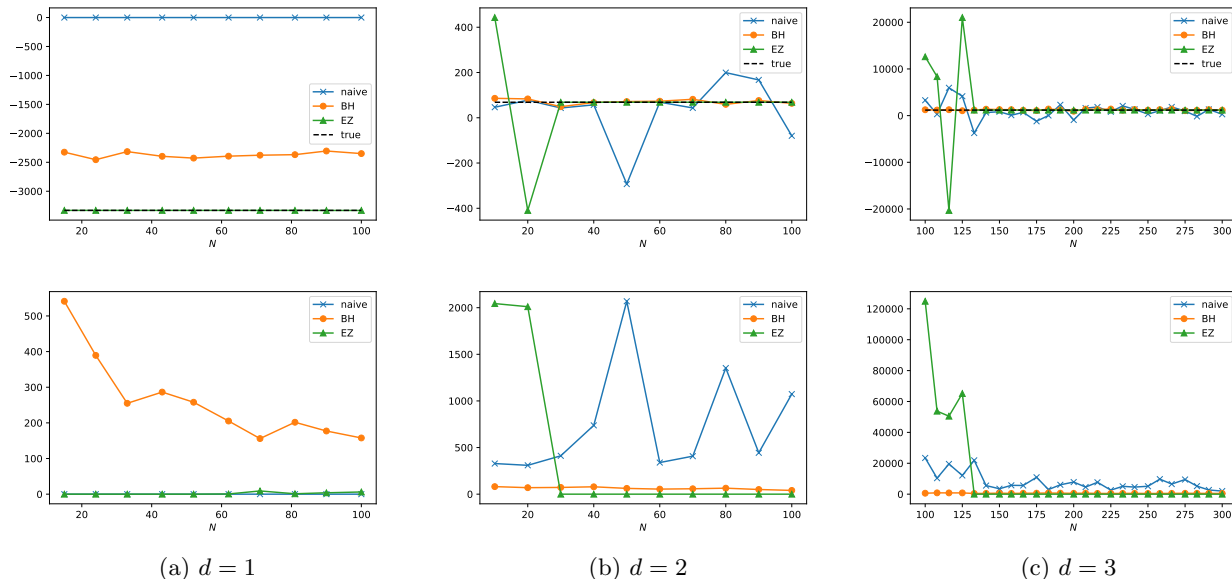 0
−500
−1000
−1500
−2000
−2500
−3000
20
40
60
80
100
N
naive
BH
EZ
true
400
200
0
−200
−400
20
40
60
80
100
N
naive
BH
EZ
true
20000
10000
0
−10000
−20000
100
125
150
175
200
225
250
275
300
N
naive
BH
EZ
true
500
400
300
200
100
0
20
40
60
80
100
N
naive
BH
EZ
2000
1500
1000
500
0
20
40
60
80
100
N
naive
BH
EZ
120000
100000
80000
60000
40000
20000
0
100
125
150
175
200
225
250
275
300
N
naive
BH
EZ
(a) d = 1
(b) d = 2
(c) d = 3